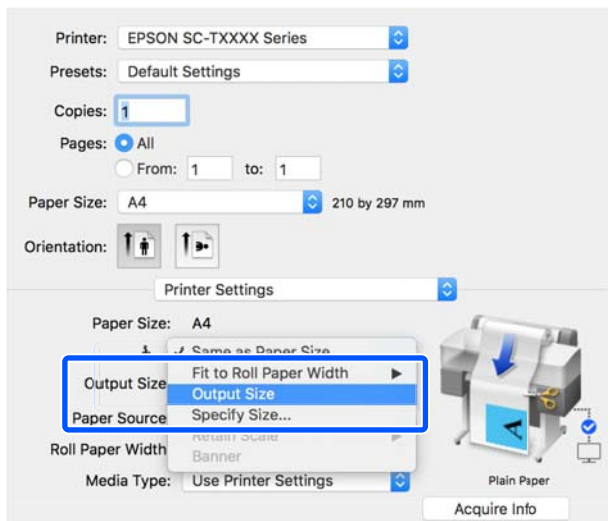 Printer: EPSON SC-TXXXX Series
Presets: Default Settings
Copies: 1
Pages: All
From: 1 to: 1
Paper Size: A4 210 by 297 mm
Orientation:
Printer Settings
Paper Size: A4
✓ Same as Paper Size
Output Size Fit to Roll Paper Width ▶
Output Size
Paper Source Specify Size...
Retain Scale
Roll Paper Width Banner
Media Type: Use Printer Settings
Plain Paper
Acquire Info